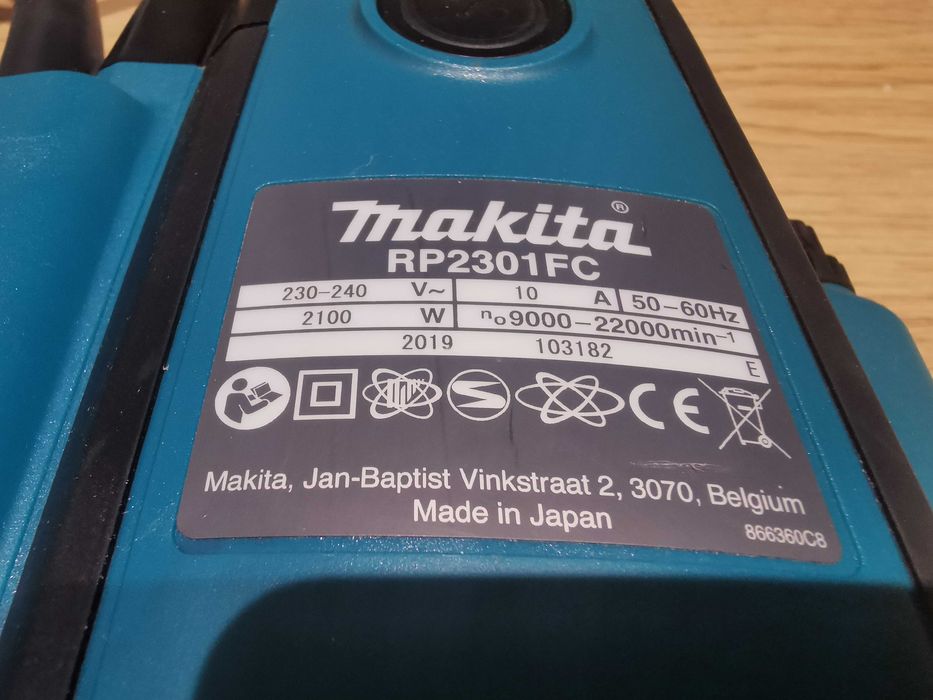 makita®
RP2301FC
230-240 V~ 10 A 50-60Hz
2100 W no9000-22000min-1
2019 103182 E
CE
Makita, Jan-Baptist Vinkstraat 2, 3070, Belgium
Made in Japan
866360C8